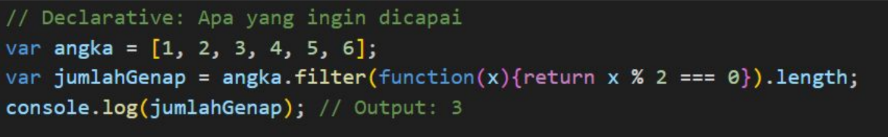 // Declarative: Apa yang ingin dicapai
var angka = [1, 2, 3, 4, 5, 6];
var jumlahGenap = angka.filter(function(x){return x % 2 === 0}).length;
console.log(jumlahGenap); // Output: 3